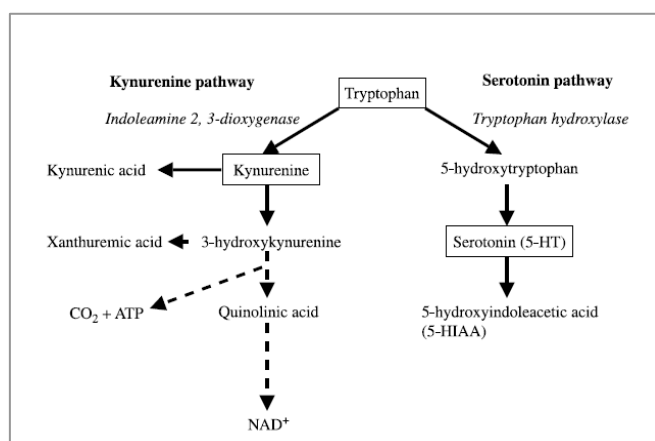 Kynurenine pathway
Serotonin pathway
Tryptophan
Indoleamine 2, 3-dioxygenase
Tryptophan hydroxylase
Kynurenic acid
Kynurenine
5-hydroxytryptophan
Xanthuremic acid
3-hydroxykynurenine
Serotonin (5-HT)
CO₂ + ATP
Quinolinic acid
5-hydroxyindoleacetic acid
(5-HIAA)
NAD⁺